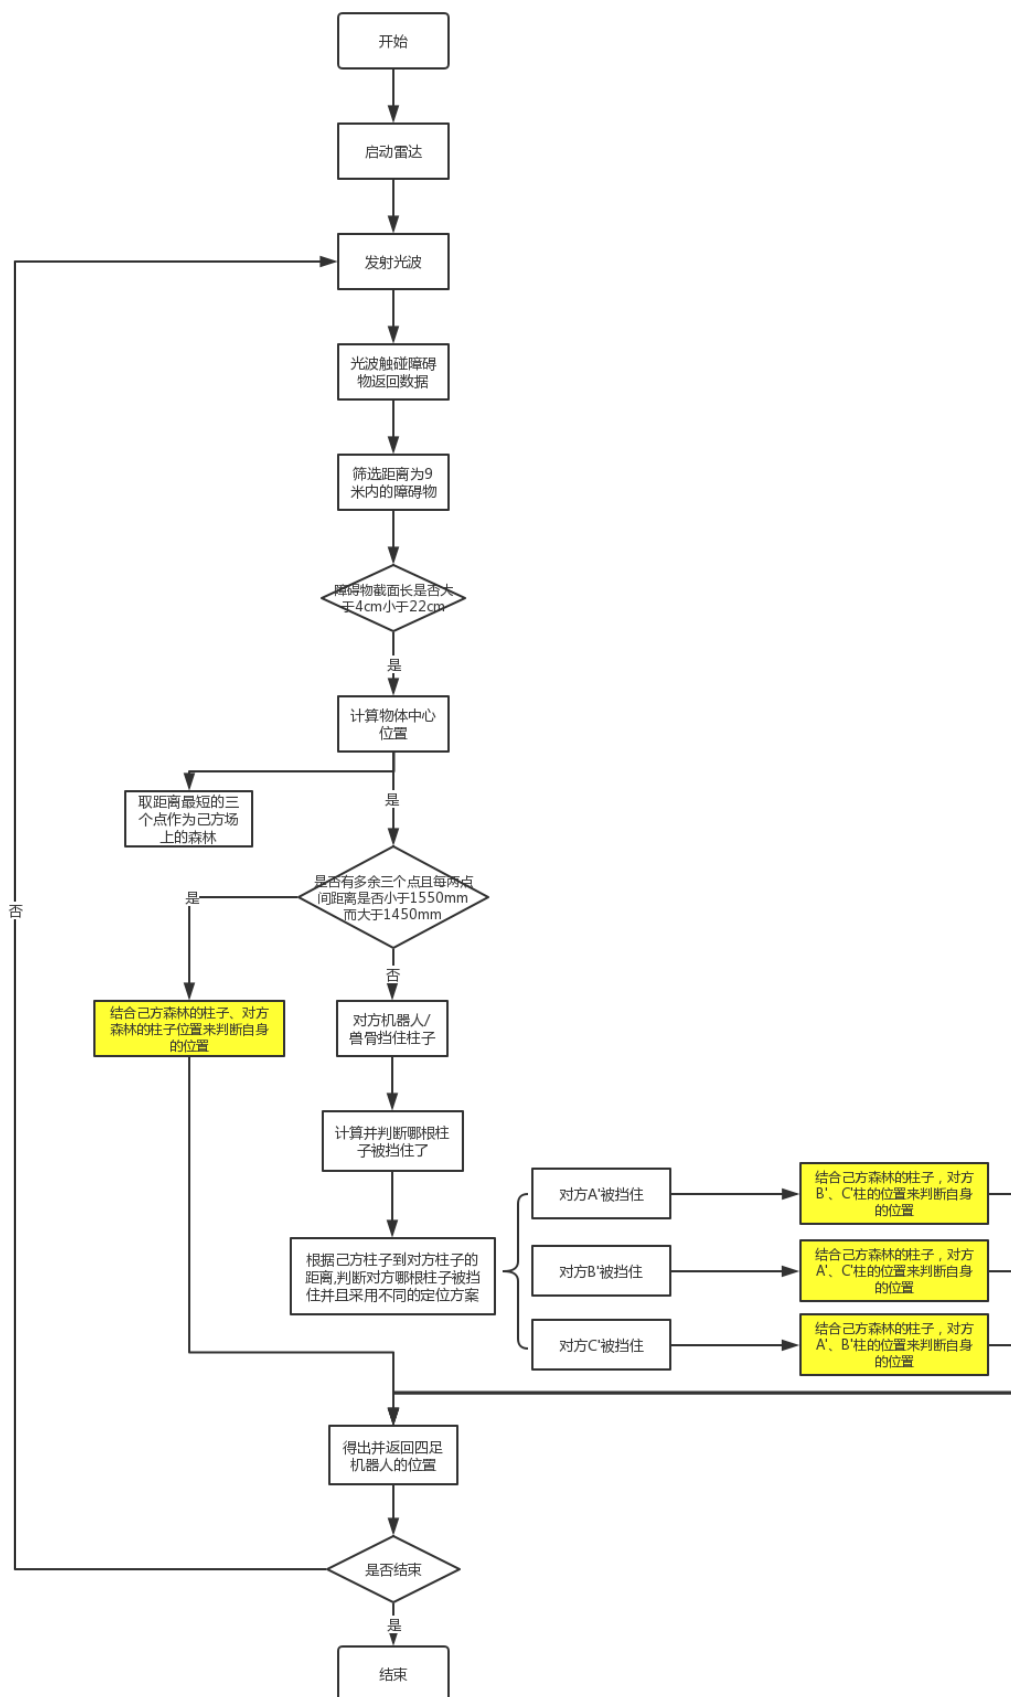 开始
启动雷达
发射光波
光波触碰障碍
物返回数据
筛选距离为9
米内的障碍物
障碍物截面长是否大
于4cm小于22cm
是
计算物体中心
位置
取距离最短的三
个点作为己方场
上的森林
是
是否有多余三个点且每两点
间距离是否小于1550mm
而大于1450mm
是
否
否
结合己方森林的柱子、对方
森林的柱子位置来判断自身
的位置
对方机器人/
兽骨挡住柱子
计算并判断哪根柱
子被挡住了
根据己方柱子到对方柱子的
距离,判断对方哪根柱子被挡
住并且采用不同的定位方案
对方A'被挡住
结合己方森林的柱子，对方
B'、C'柱的位置来判断自身
的位置
对方B'被挡住
结合己方森林的柱子，对方
A'、C'柱的位置来判断自身
的位置
对方C'被挡住
结合己方森林的柱子，对方
A'、B'柱的位置来判断自身
的位置
得出并返回四足
机器人的位置
是否结束
是
结束